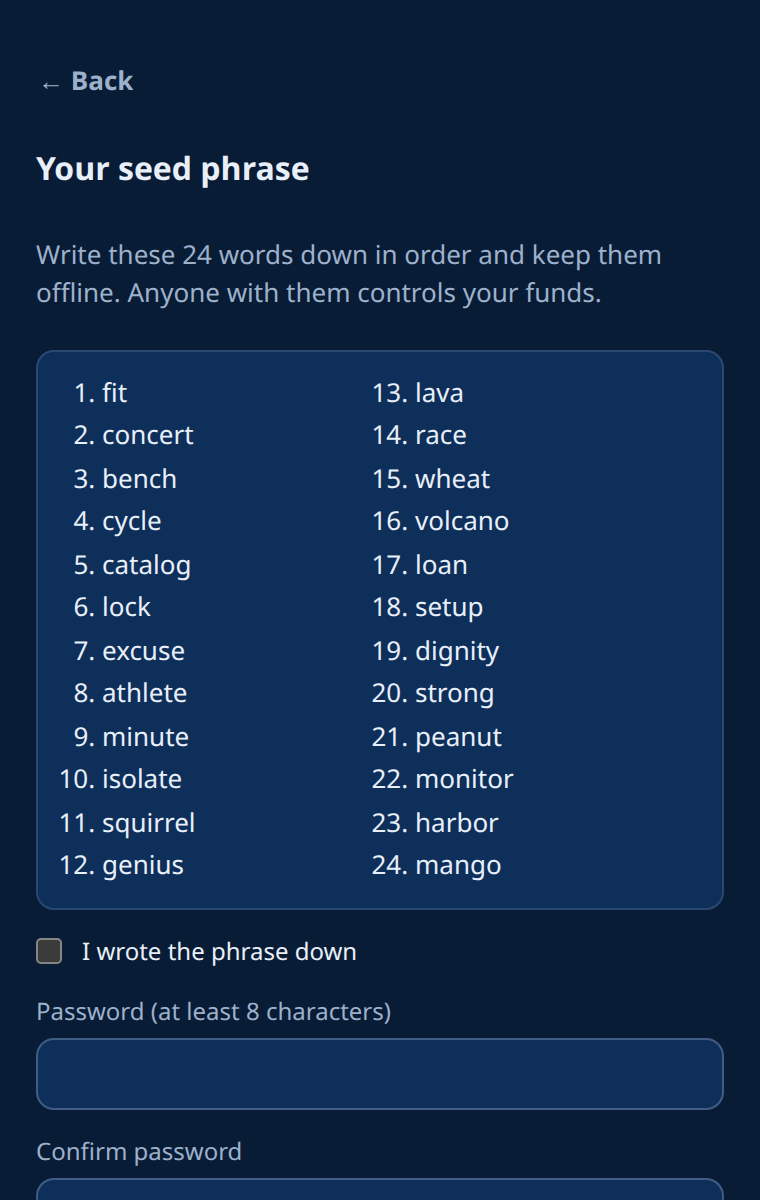 ← Back
Your seed phrase
Write these 24 words down in order and keep them
offline. Anyone with them controls your funds.
1. fit
2. concert
3. bench
4. cycle
5. catalog
6. lock
7. excuse
8. athlete
9. minute
10. isolate
11. squirrel
12. genius
13. lava
14. race
15. wheat
16. volcano
17. loan
18. setup
19. dignity
20. strong
21. peanut
22. monitor
23. harbor
24. mango
I wrote the phrase down
Password (at least 8 characters)
Confirm password